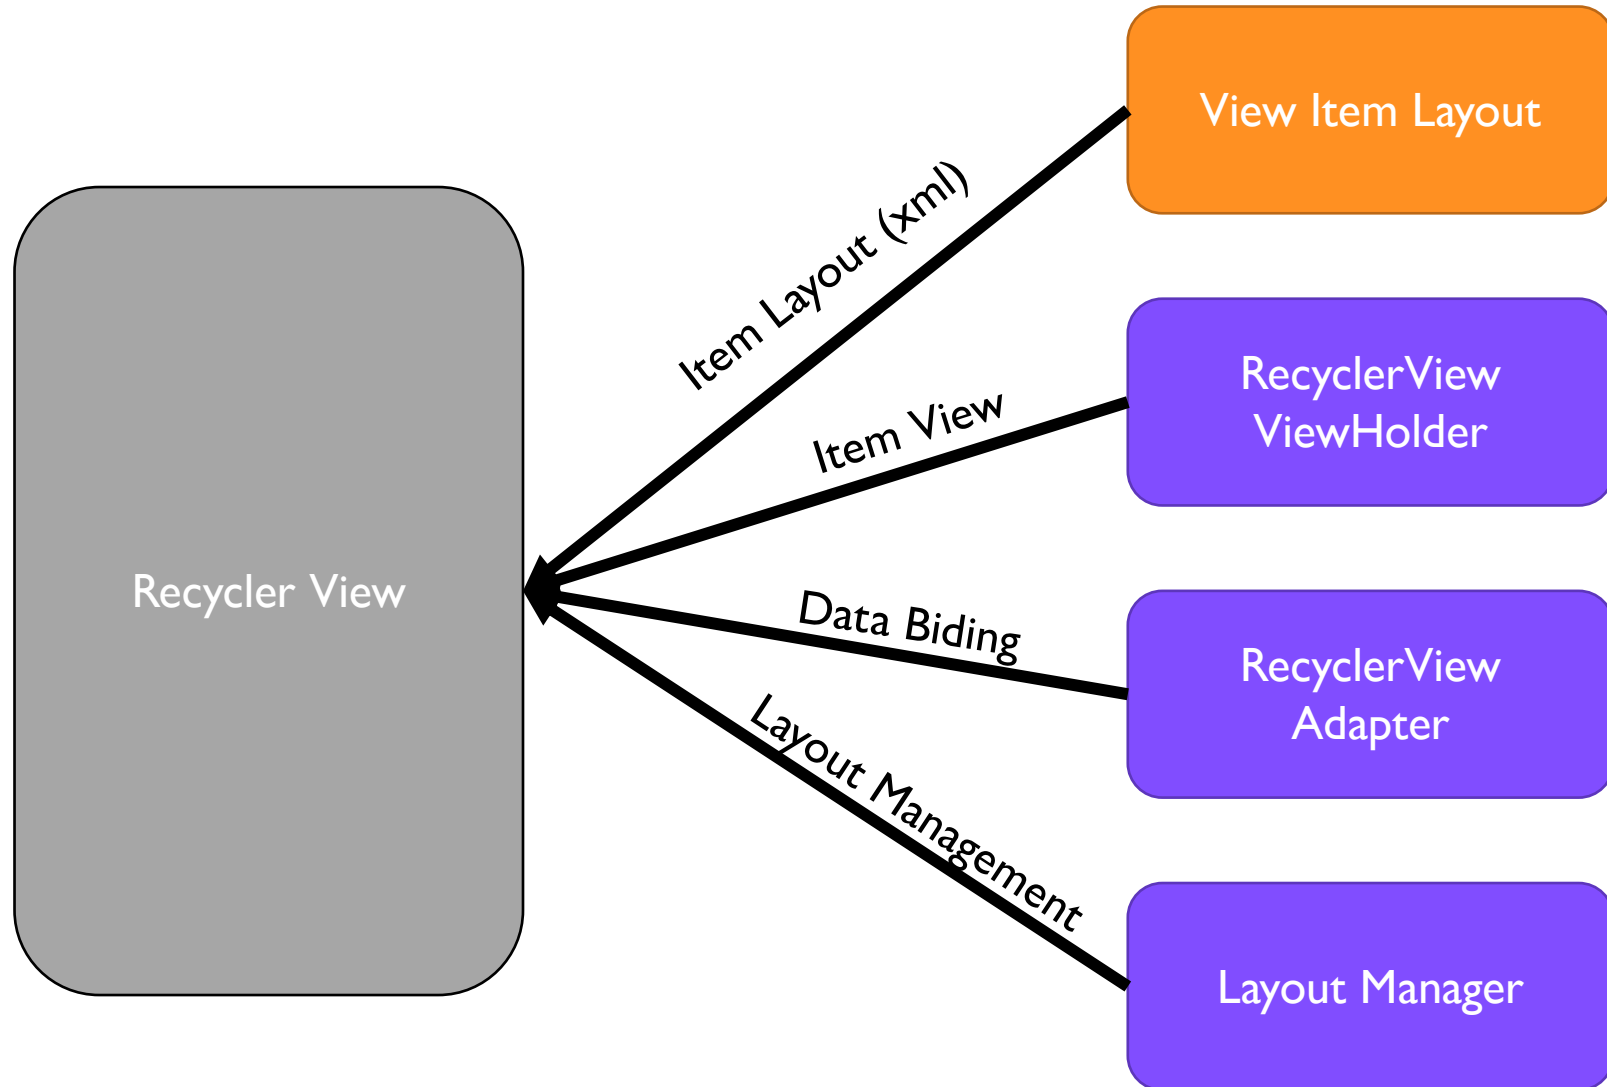 View Item Layout
Item Layout (xml)
RecyclerView
ViewHolder
Item View
Recycler View
Data Biding
RecyclerView
Adapter
Layout Management
Layout Manager